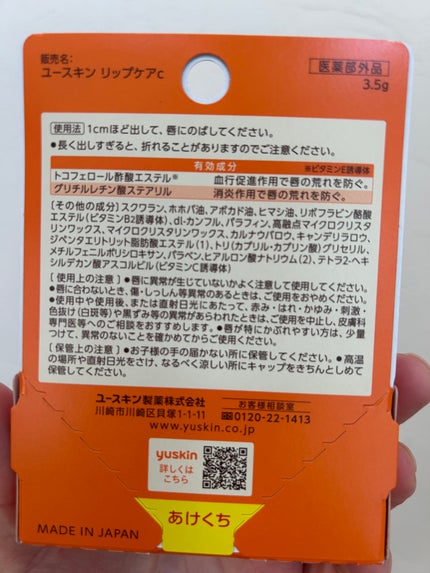 販売名:
ユースキン リップケアc
医薬部外品
3.5g
使用法 1cmほど出して、唇にのばしてください。
●長く出しすぎると、折れることがありますのでご注意ください。
有効成分 ※ビタミンE誘導体
トコフェロール酢酸エステル※ 血行促進作用で唇の荒れを防ぐ。
グリチルレチン酸ステアリル 消炎作用で唇の荒れを防ぐ。
[その他の成分]スクワラン、ホホバ油、アボカド油、ヒマシ油、リボフラビン酪酸
エステル(ビタミンB2誘導体)、dl-カンフル、パラフィン、高融点マイクロクリス
タリンワックス、マイクロクリスタリンワックス、カルナウバロウ、キャンデリラロウ、
ジペンタエリトリット脂肪酸エステル(1)、トリ(カプリル・カプリン酸)グリセリル、
メチルフェニルポリシロキサン、パラベン、ヒアルロン酸ナトリウム(2)、テトラ2-ヘキ
シルデカン酸アスコルビル(ビタミンC誘導体)
[使用上の注意]●唇に異常が生じていないかよく注意して使用してください。
●唇に合わないとき、傷・しっしん等異常のあるときは、ご使用をおやめください。
●使用中や使用後、または直射日光にあたって、赤み・はれ・かゆみ・刺激・
色抜け(白斑等)や黒ずみ等の異常があらわれたときは、ご使用を中止し、皮膚科
専門医等へのご相談をおすすめします。●唇が特にかぶれやすい方は、少量
つけて、異常のないことを確かめてからご使用ください。
[保管上の注意]●お子様の手の届かない所に保管してください。●高温
の場所や直射日光をさけ、なるべく涼しい所にキャップをきちんとしめて
保管してください。
ユースキン製薬株式会社
川崎市川崎区貝塚1-1-11
www.yuskin.co.jp
お客様相談室
0120-22-1413
yuskin
詳しくは
こちら
あけくち
MADE IN JAPAN